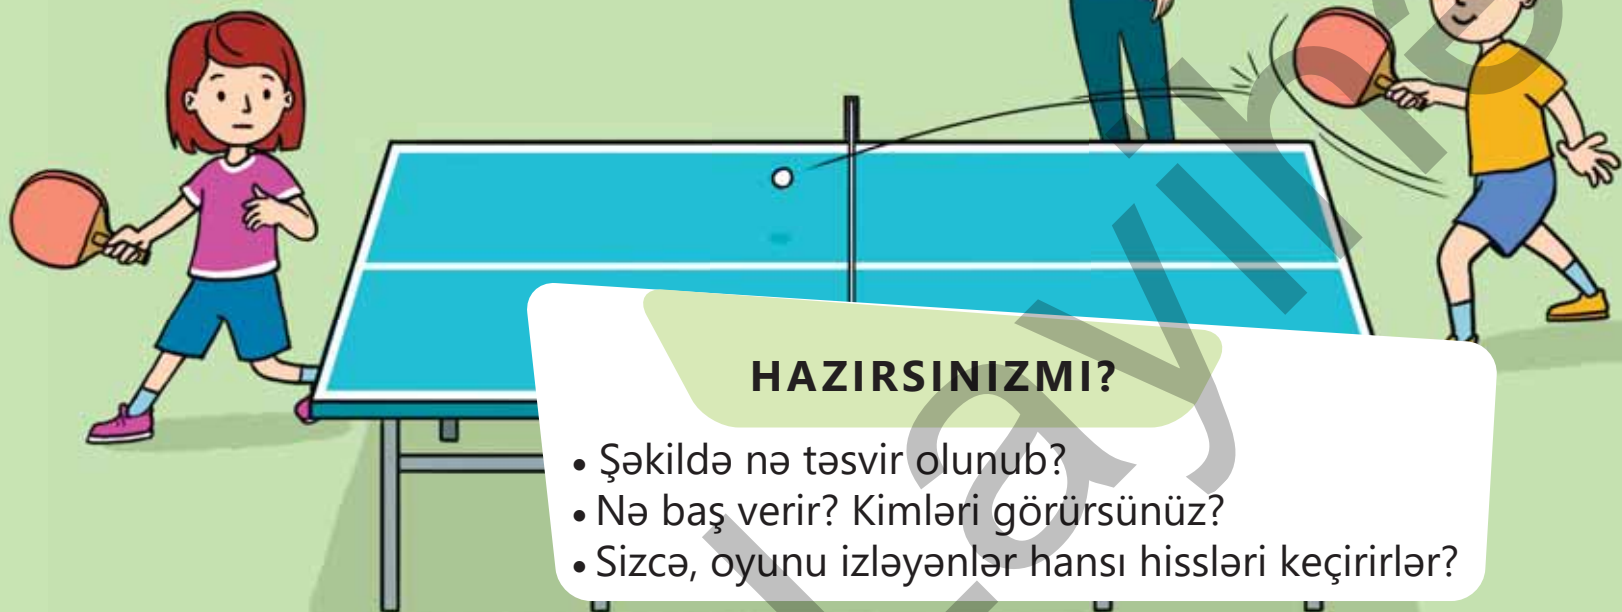 HAZIRSINIZMI?
• Şəkildə nə təsvir olunub?
• Nə baş verir? Kimləri görürsünüz?
• Sizcə, oyunu izləyənlər hansı hissləri keçirirlər?